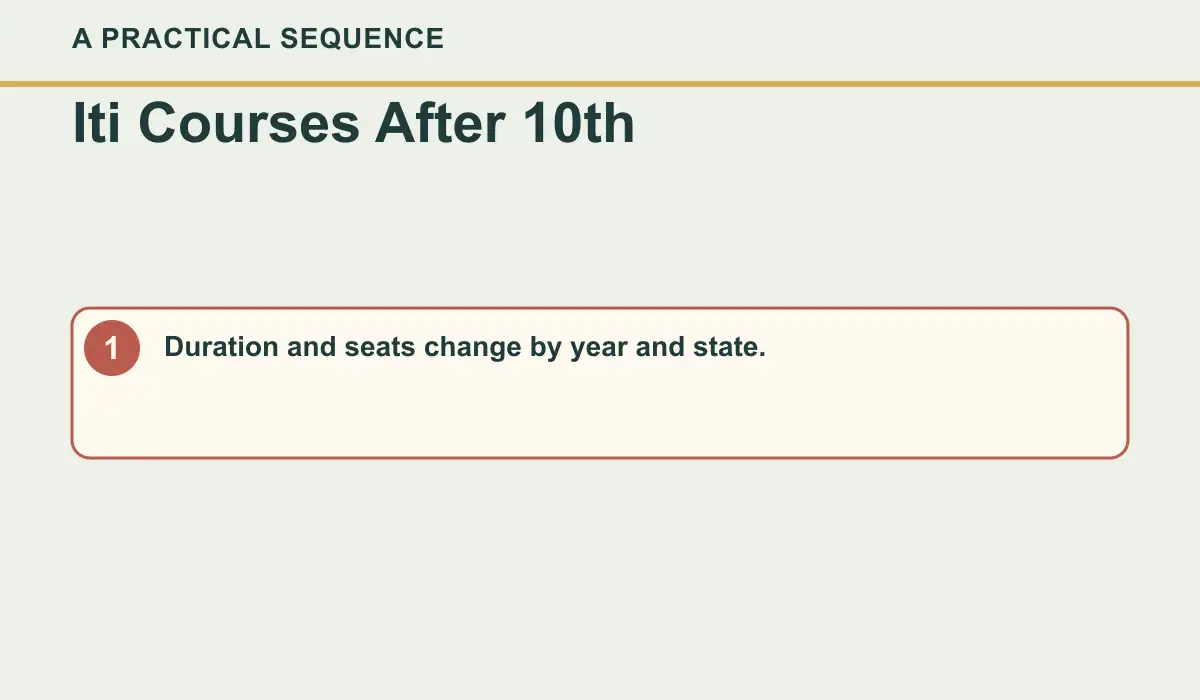 A PRACTICAL SEQUENCE
Iti Courses After 10th
1 Duration and seats change by year and state.